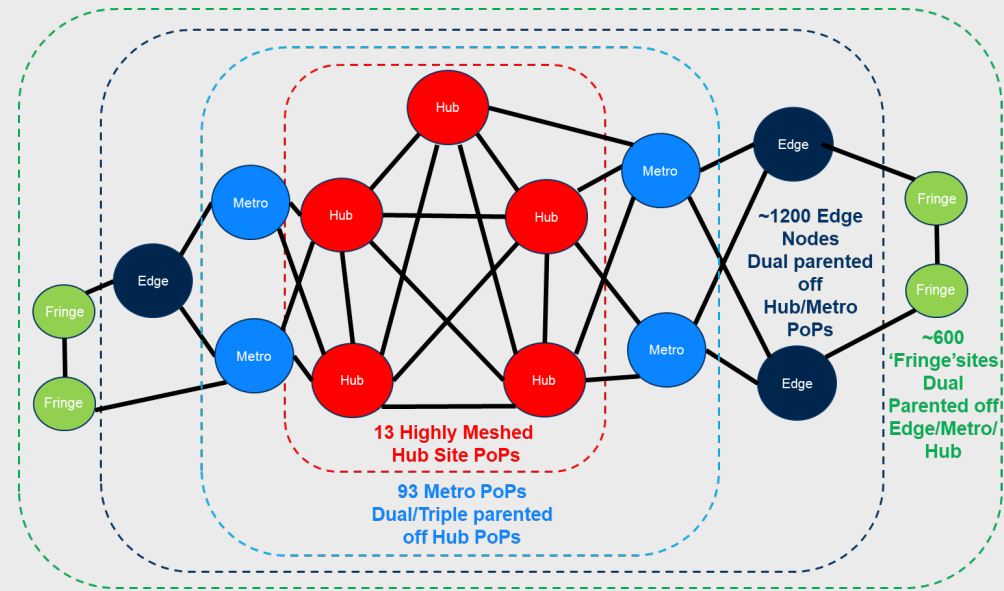 Hub
Metro
Edge
Metro
Hub
Hub
Metro
Edge
Fringe
Fringe
Fringe
Fringe
Metro
Hub
Hub
Metro
Edge
~1200 Edge
Nodes
Dual parented
off
Hub/Metro
PoPs
~600
‘Fringe’sites
Dual
Parented off
Edge/Metro/
Hub
13 Highly Meshed
Hub Site PoPs
93 Metro PoPs
Dual/Triple parented
off Hub PoPs